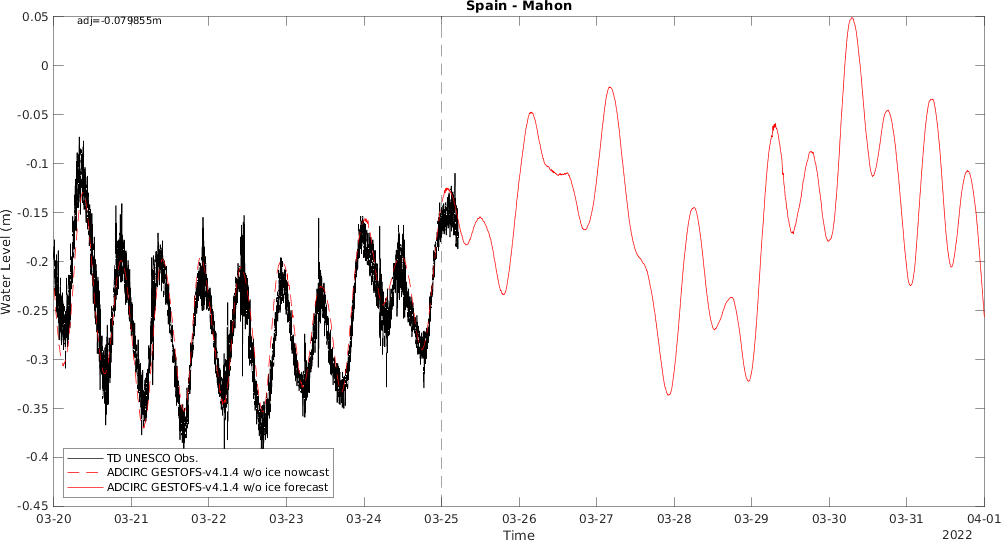 Spain - Mahon
adj=-0.079855m
0.05
0
-0.05
-0.1
-0.15
-0.2
-0.25
-0.3
-0.35
-0.4
-0.45
Water Level (m)
TD UNESCO Obs.
ADCIRC GESTOFS-v4.1.4 w/o ice nowcast
ADCIRC GESTOFS-v4.1.4 w/o ice forecast
03-20 03-21 03-22 03-23 03-24 03-25 03-26 03-27 03-28 03-29 03-30 03-31 04-01
Time
2022